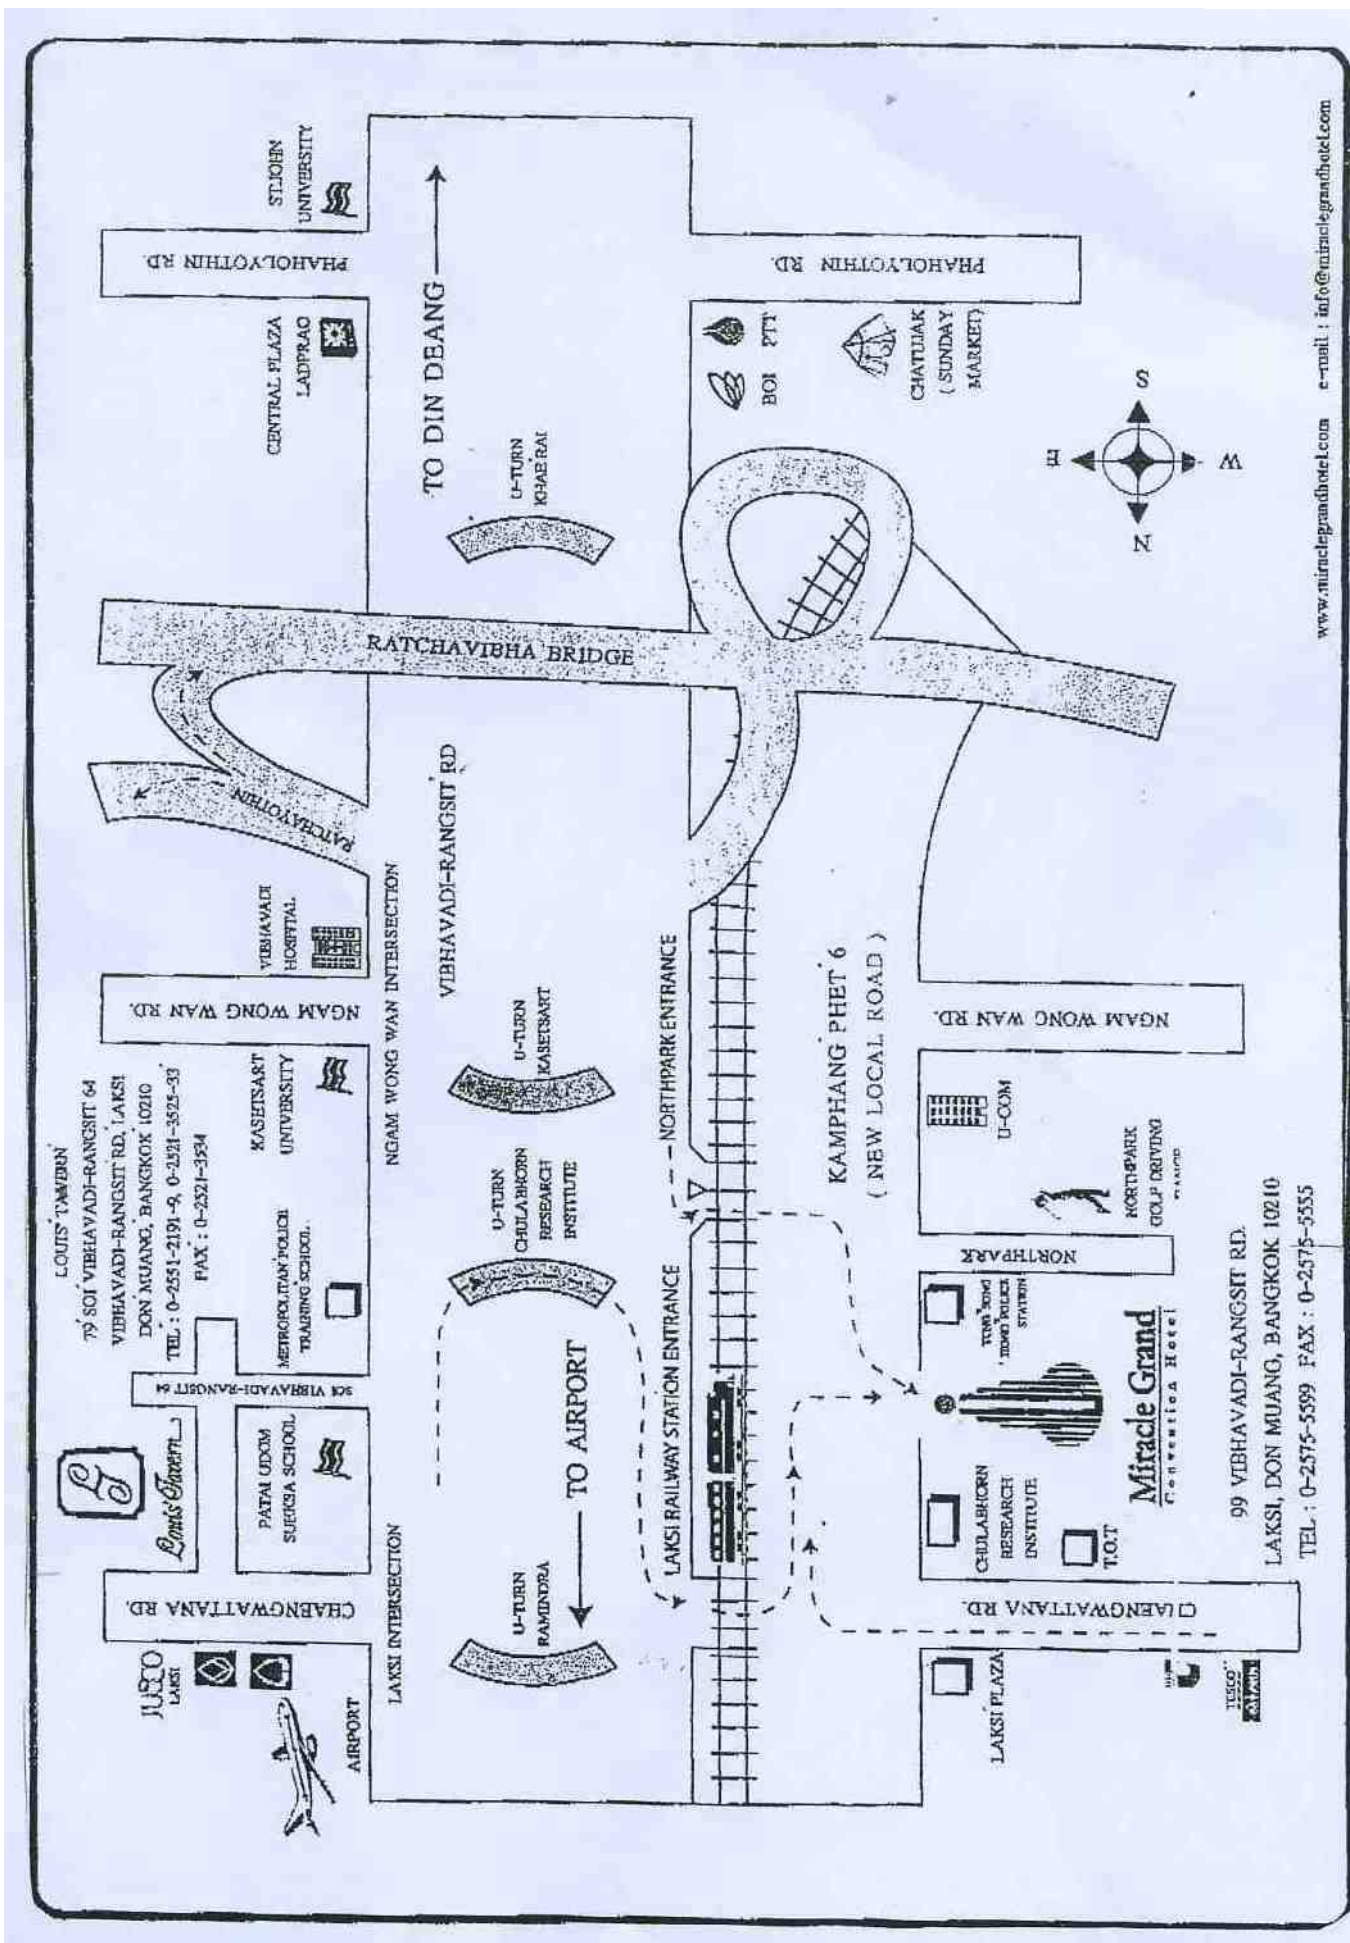 LOUIS' TAVERN
79 SOI VIBHAVADI-RANGSIT 64
VIBHAVADI-RANGSIT RD, LAKSI
DON MUANG, BANGKOK 10210
TEL : 0-2551-2191-9, 0-2521-3525-33
FAX : 0-2521-3534
Louis' Tavern
JUSCO
LAKSI
AIRPORT
CHAENGWATTANA RD.
PATAI UDOM
SUEKSA SCHOOL
SOI VIBHAVADI-RANGSIT 64
METROPOLITAN POLICE
TRAINING SCHOOL
KASETSART
UNIVERSITY
NGAM WONG WAN RD.
VIBHAVADI
HOSPITAL
RATCHAYOTHIN
CENTRAL PLAZA
LADPRAO
PHAHOLYOTHIN RD.
ST.JOHN
UNIVERSITY
LAKSI INTERSECTION
NGAM WONG WAN INTERSECTION
VIBHAVADI-RANGSIT RD
TO DIN DEANG
U-TURN
RAMINDRA
TO AIRPORT
U-TURN
CHULABHORN
RESEARCH
INSTITUTE
U-TURN
KASETSART
U-TURN
KHAE RAI
RATCHAVIBHA BRIDGE
LAKSI RAILWAY STATION ENTRANCE
NORTHPARK ENTRANCE
KAMPHANG PHET 6
( NEW LOCAL ROAD )
BOI
PTT
CHATUJAK
( SUNDAY
MARKET)
PHAHOLYOTHIN RD.
LAKSI PLAZA
TESCO
CHAENGWATTANA RD.
CHULABHORN
RESEARCH
INSTITUTE
T.O.T
Miracle Grand
Convention Hotel
POLICE
STATION
NORTHPARK
NORTHPARK
GOLF DRIVING
U-COM
NGAM WONG WAN RD.
N
E
S
W
99 VIBHAVADI-RANGSIT RD.
LAKSI, DON MUANG, BANGKOK 10210
TEL : 0-2575-5599 FAX : 0-2575-5555
www.miraclegrandhotel.com e-mail : info@miraclegrandhotel.com